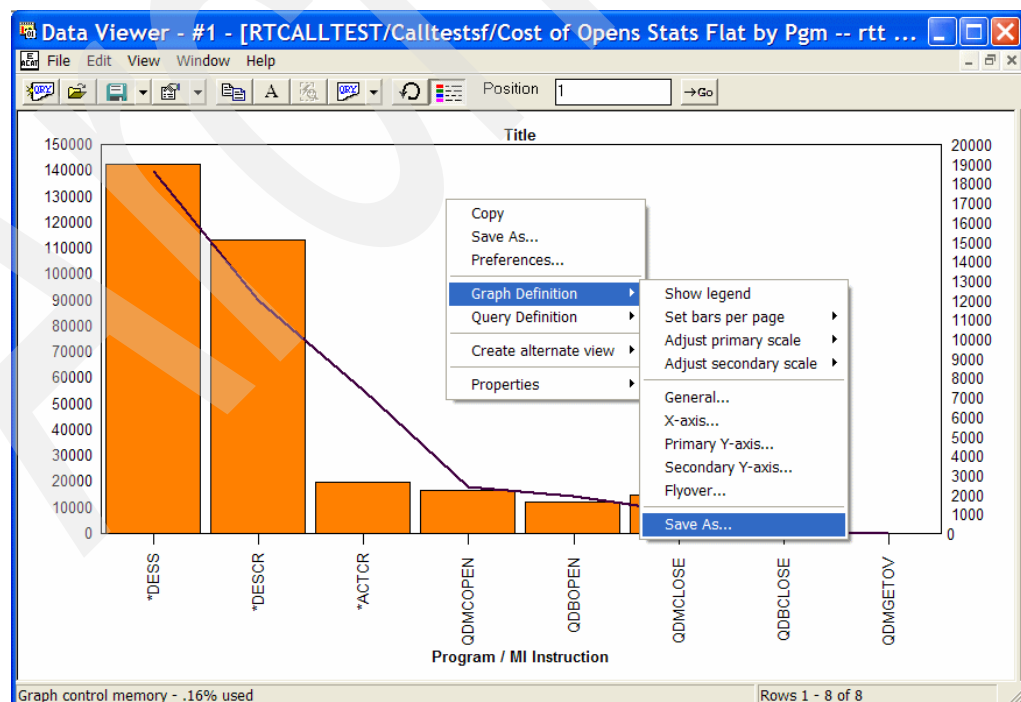 Data Viewer - #1 - [RTCALLTEST/Calltestsf/Cost of Opens Stats Flat by Pgm -- rtt ...
File Edit View Window Help
Position 1 →Go
Title
150000
140000
130000
120000
110000
100000
90000
80000
70000
60000
50000
40000
30000
20000
10000
0
20000
19000
18000
17000
16000
15000
14000
13000
12000
11000
10000
9000
8000
7000
6000
5000
4000
3000
2000
1000
0
Copy
Save As...
Preferences...
Graph Definition
Query Definition
Create alternate view
Properties
Show legend
Set bars per page
Adjust primary scale
Adjust secondary scale
General...
X-axis...
Primary Y-axis...
Secondary Y-axis...
Flyover...
Save As...
*DESS
*DESCR
*ACTCR
QDMCOPEN
QDBOPEN
QDMCLOSE
QDBCLOSE
QDMGETOV
Program / MI Instruction
Graph control memory - .16% used
Rows 1 - 8 of 8